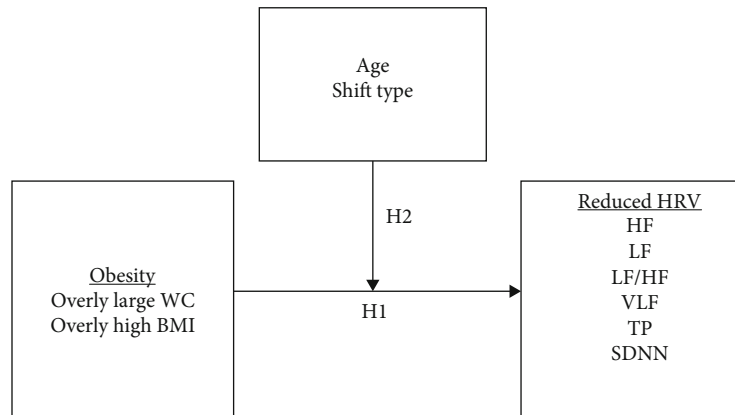 Age
Shift type
H2
Obesity
Overly large WC
Overly high BMI
H1
Reduced HRV
HF
LF
LF/HF
VLF
TP
SDNN